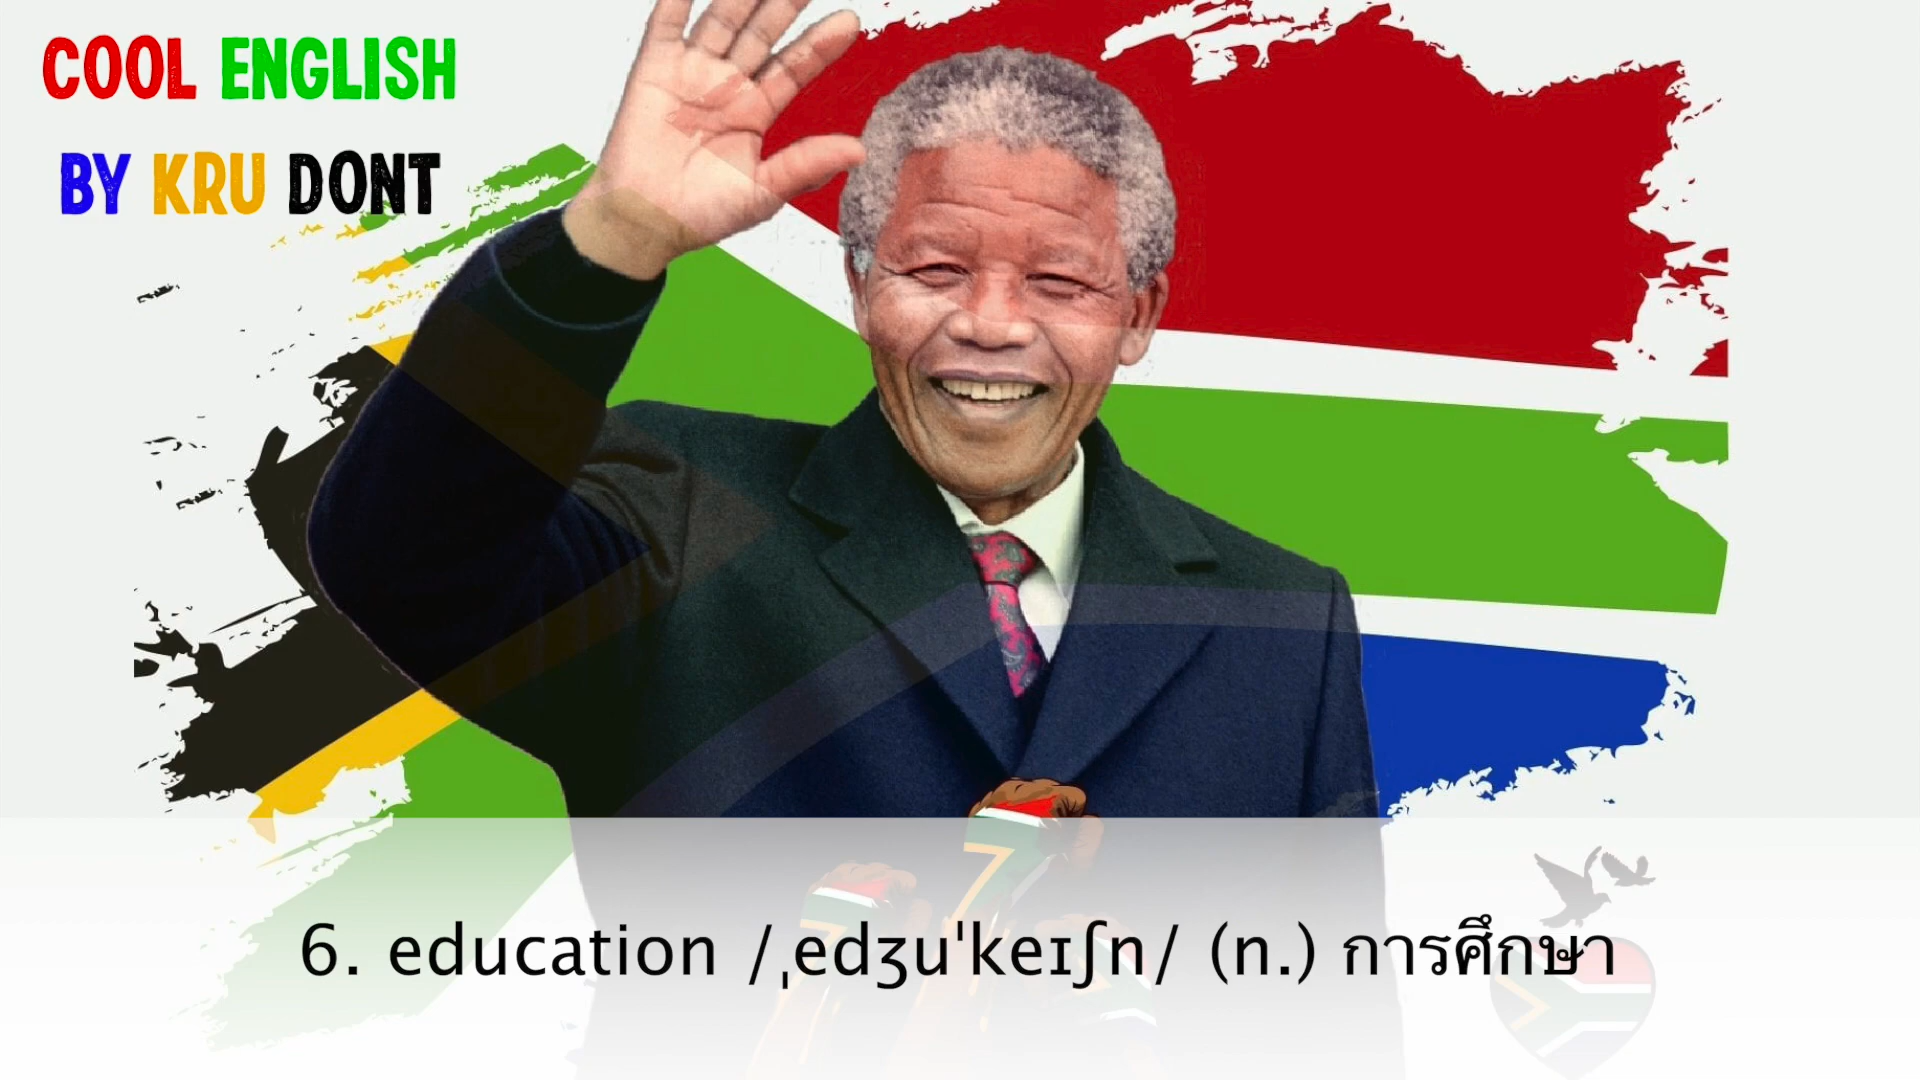 COOL ENGLISH
BY KRU DONT
6. education /ˌedʒuˈkeɪʃn/ (n.) การศึกษา